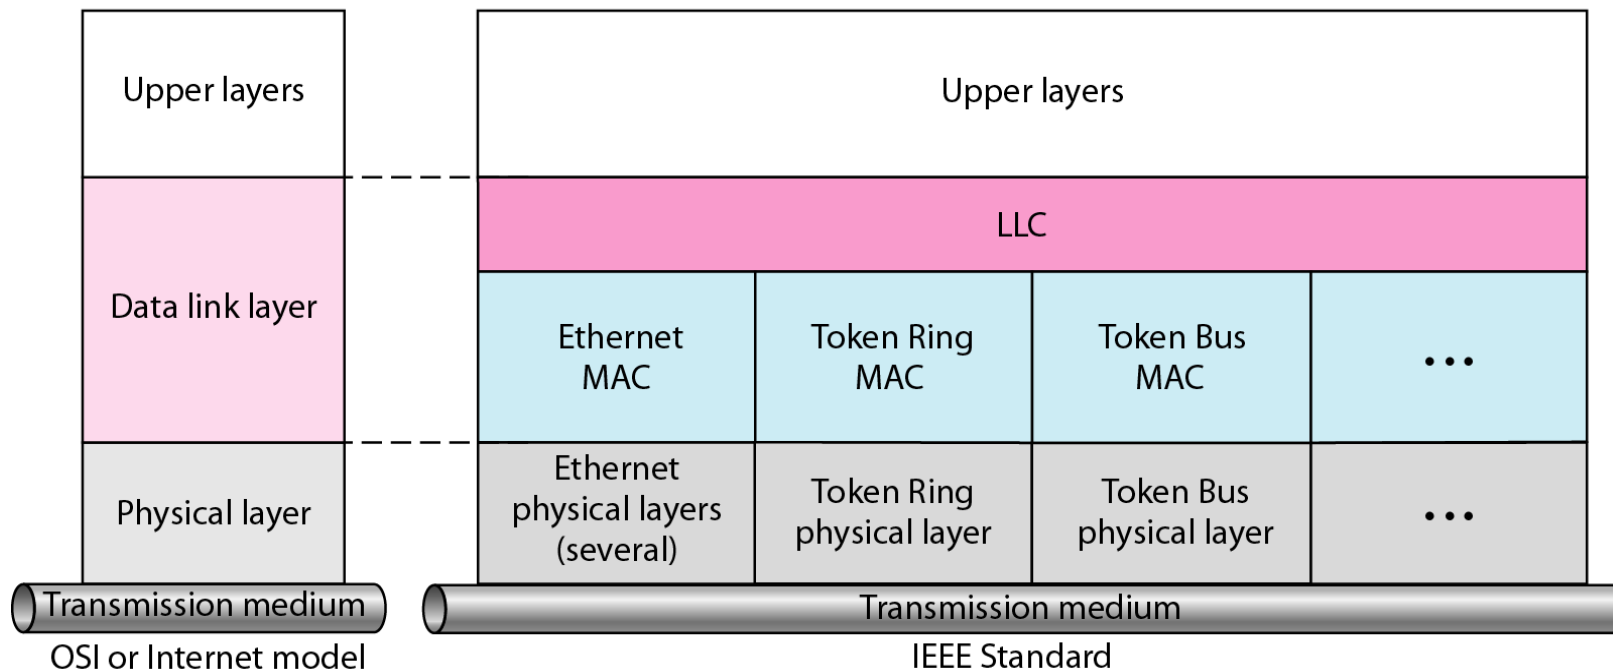 Upper layers
Upper layers
LLC
Data link layer
Ethernet
MAC
Token Ring
MAC
Token Bus
MAC
...
Physical layer
Ethernet
physical layers
(several)
Token Ring
physical layer
Token Bus
physical layer
...
Transmission medium
Transmission medium
OSI or Internet model
IEEE Standard